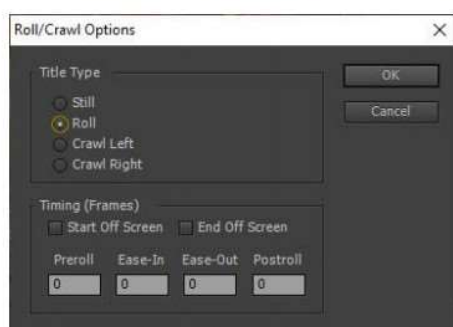 Roll/Crawl Options
Title Type
Still
Roll
Crawl Left
Crawl Right
OK
Cancel
Timing (Frames)
Start Off Screen End Off Screen
Preroll Ease-In Ease-Out Postroll
0 0 0 0